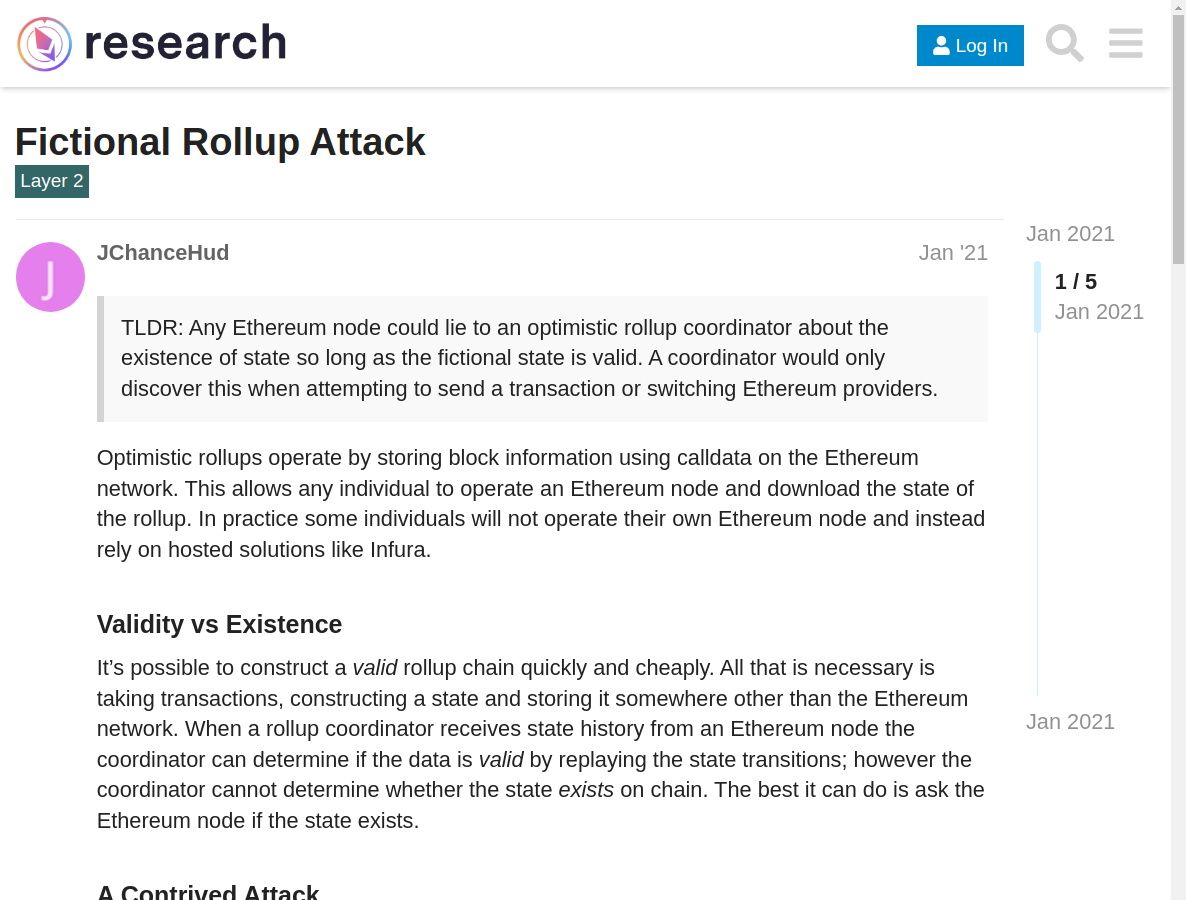 research
Log In
Fictional Rollup Attack
Layer 2
Jan 2021
J
JChanceHud
Jan '21
1 / 5
Jan 2021
TLDR: Any Ethereum node could lie to an optimistic rollup coordinator about the
existence of state so long as the fictional state is valid. A coordinator would only
discover this when attempting to send a transaction or switching Ethereum providers.
Optimistic rollups operate by storing block information using calldata on the Ethereum
network. This allows any individual to operate an Ethereum node and download the state of
the rollup. In practice some individuals will not operate their own Ethereum node and instead
rely on hosted solutions like Infura.
Validity vs Existence
It’s possible to construct a valid rollup chain quickly and cheaply. All that is necessary is
taking transactions, constructing a state and storing it somewhere other than the Ethereum
network. When a rollup coordinator receives state history from an Ethereum node the
coordinator can determine if the data is valid by replaying the state transitions; however the
coordinator cannot determine whether the state exists on chain. The best it can do is ask the
Ethereum node if the state exists.
Jan 2021
A Contrived Attack